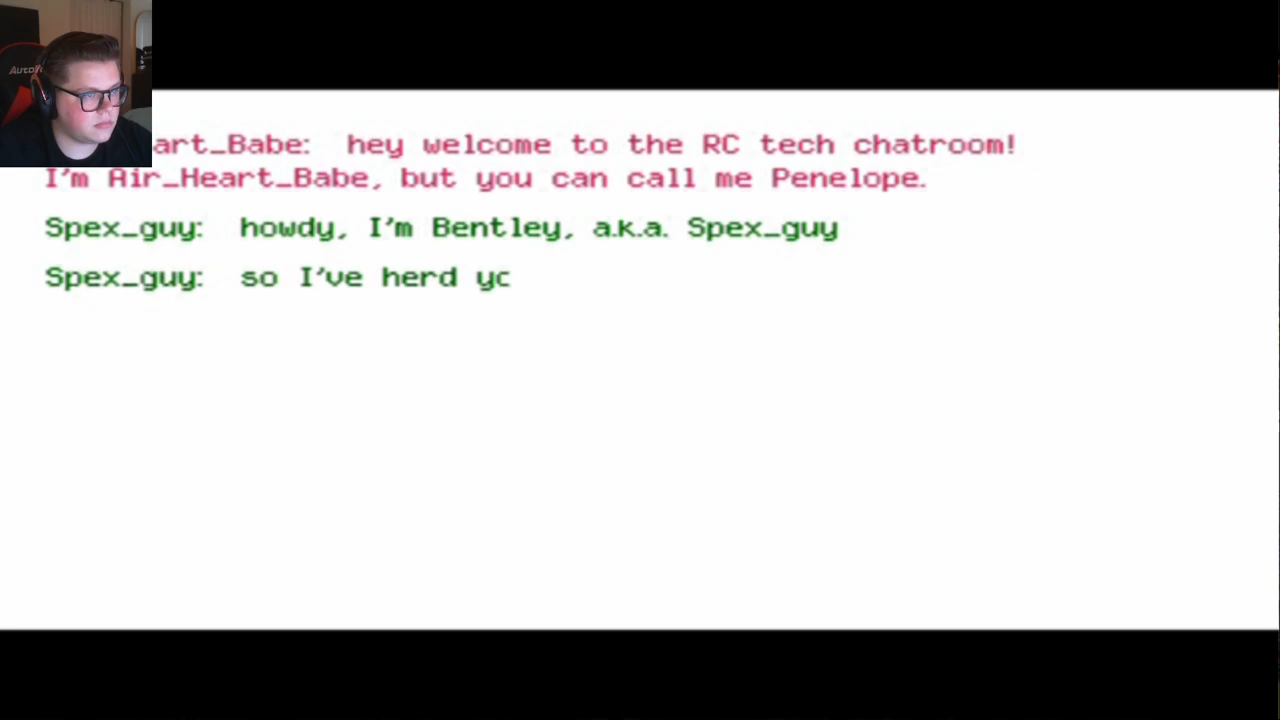 art_Babe: hey welcome to the RC tech chatroom!
I'm Air_Heart_Babe, but you can call me Penelope.
Spex_guy: howdy, I'm Bentley, a.k.a. Spex_guy
Spex_guy: so I've herd yc